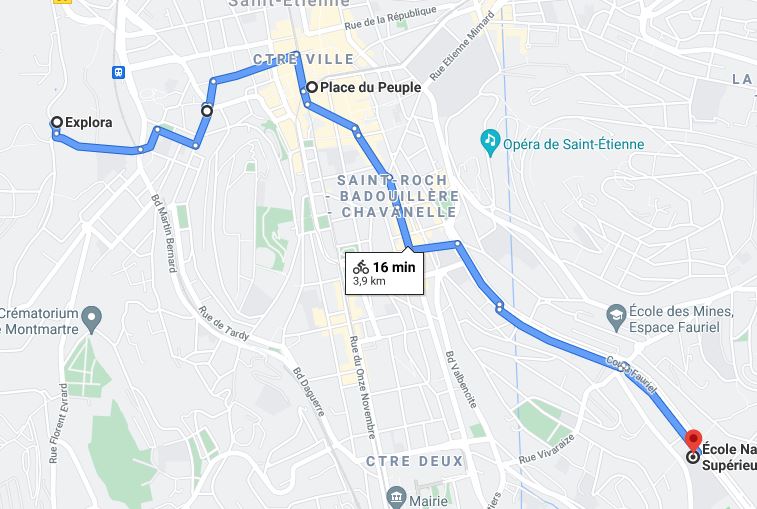 Saint-Étienne
Rue de la République
Rue Etienne Mimard
CTRE VILLE
Place du Peuple
Explora
Opéra de Saint-Étienne
LA
SAINT-ROCH
- BADOUILLÈRE
- CHAVANELLE
Bd Martin Bernard
16 min
3,9 km
Crématorium
e Montmartre
Rue de Tardy
École des Mines,
Espace Fauriel
Rue du Onze Novembre
Bd Daguerre
Bd Valbenoite
Cours Fauriel
Rue Florent Evrard
École Na
Supérieu
Rue Vivaraize
CTRE DEUX
Mairie
tiers